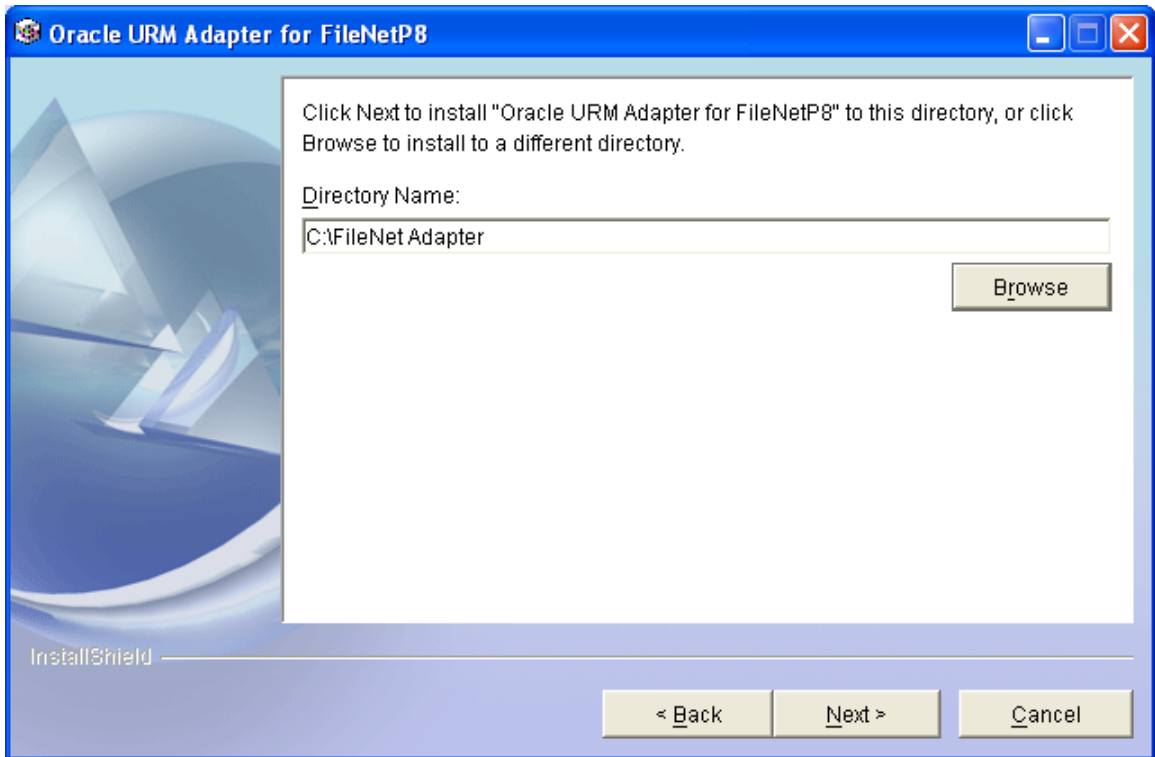 Oracle URM Adapter for FileNetP8
Click Next to install "Oracle URM Adapter for FileNetP8" to this directory, or click
Browse to install to a different directory.
Directory Name:
C:\FileNet Adapter
Browse
InstallShield
< Back
Next >
Cancel